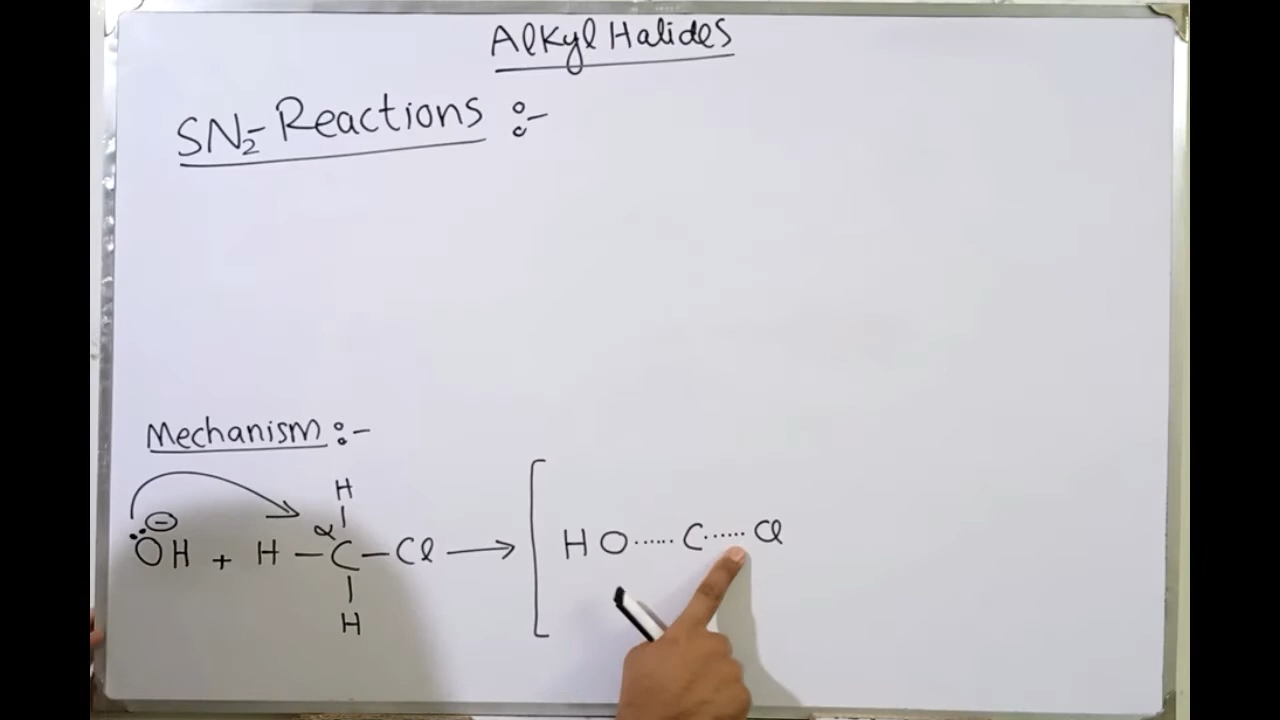 Alkyl Halides
SN2-Reactions :-
Mechanism :-
H
:OH⊖ + H-C-Cl → [ HO......C......Cl
α
H